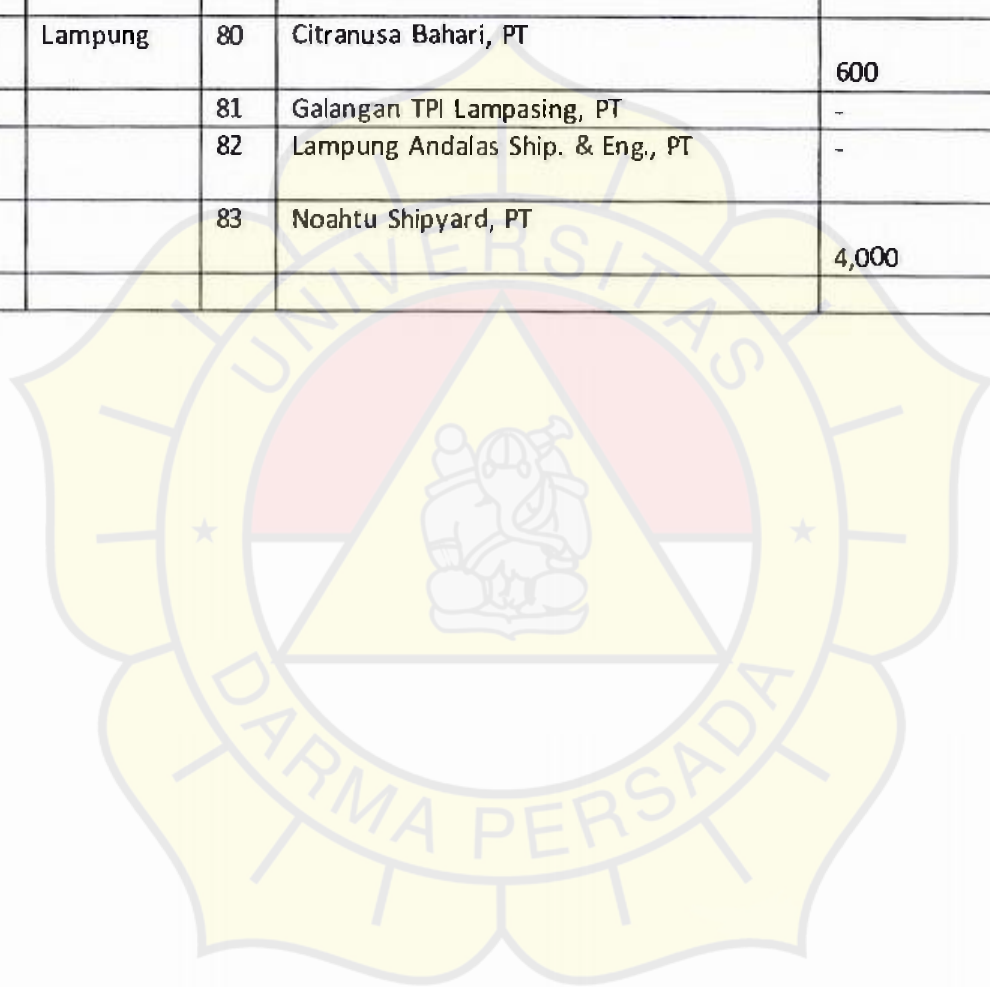 Lampung 80 Citranusa Bahari, PT
600
81 Galangan TPI Lampasing, PT -
82 Lampung Andalas Ship. & Eng., PT -
83 Noahtu Shipyard, PT
4,000
UNIVERSITAS
DARMA PERSADA